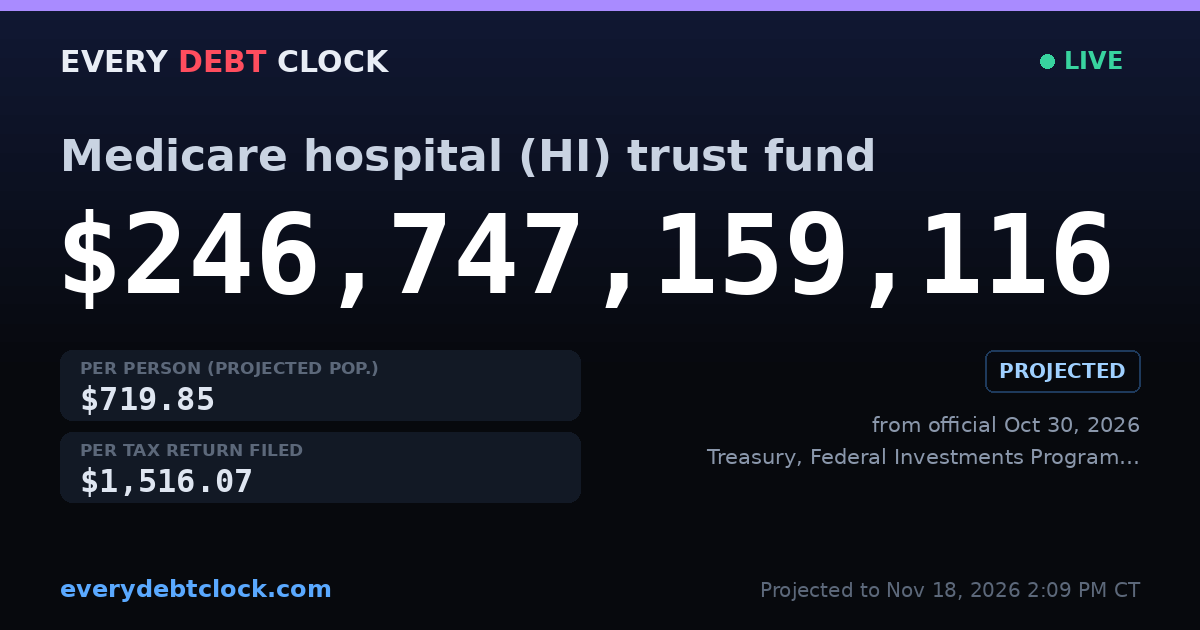 EVERY DEBT CLOCK
LIVE
Medicare hospital (HI) trust fund
$246,747,159,116
PER PERSON (PROJECTED POP.)
$719.85
PER TAX RETURN FILED
$1,516.07
PROJECTED
from official Oct 30, 2026
Treasury, Federal Investments Program…
everydebtclock.com
Projected to Nov 18, 2026 2:09 PM CT